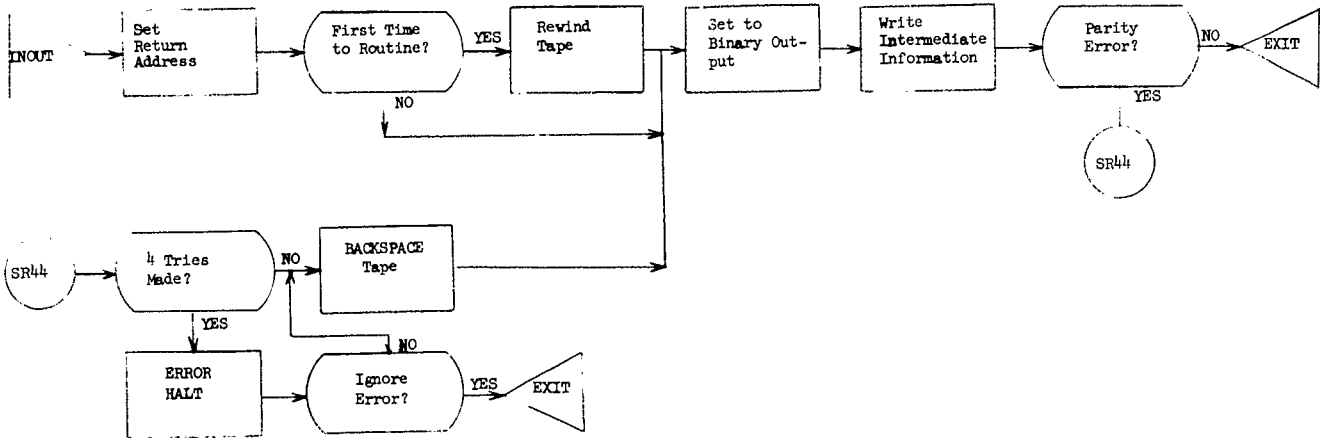 INOUT
Set
Return
Address
First Time
to Routine?
YES
NO
Rewind
Tape
Set to
Binary Out-
put
Write
Intermediate
Information
Parity
Error?
NO
YES
EXIT
SR44
SR44
4 Tries
Made?
NO
YES
BACKSPACE
Tape
ERROR
HALT
Ignore
Error?
NO
YES
EXIT